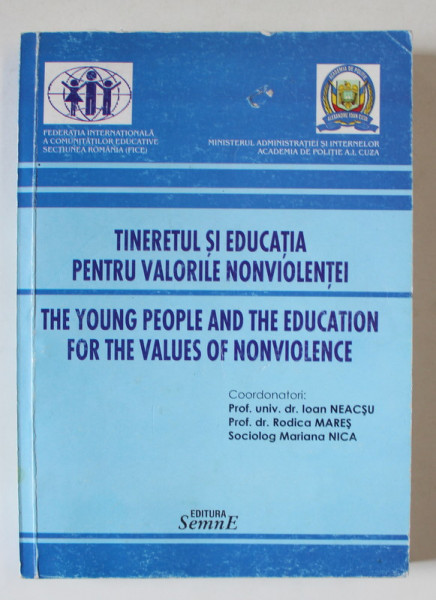 FEDERAȚIA INTERNAȚIONALĂ
A COMUNITĂȚILOR EDUCATIVE
SECȚIUNEA ROMÂNIA (FICE)
MINISTERUL ADMINISTRAȚIEI ȘI INTERNELOR
ACADEMIA DE POLIȚIE A.I. CUZA
TINERETUL ȘI EDUCAȚIA
PENTRU VALORILE NONVIOLENȚEI
THE YOUNG PEOPLE AND THE EDUCATION
FOR THE VALUES OF NONVIOLENCE
Coordonatori:
Prof. univ. dr. Ioan NEACȘU
Prof. dr. Rodica MAREȘ
Sociolog Mariana NICA
EDITURA
SemnE